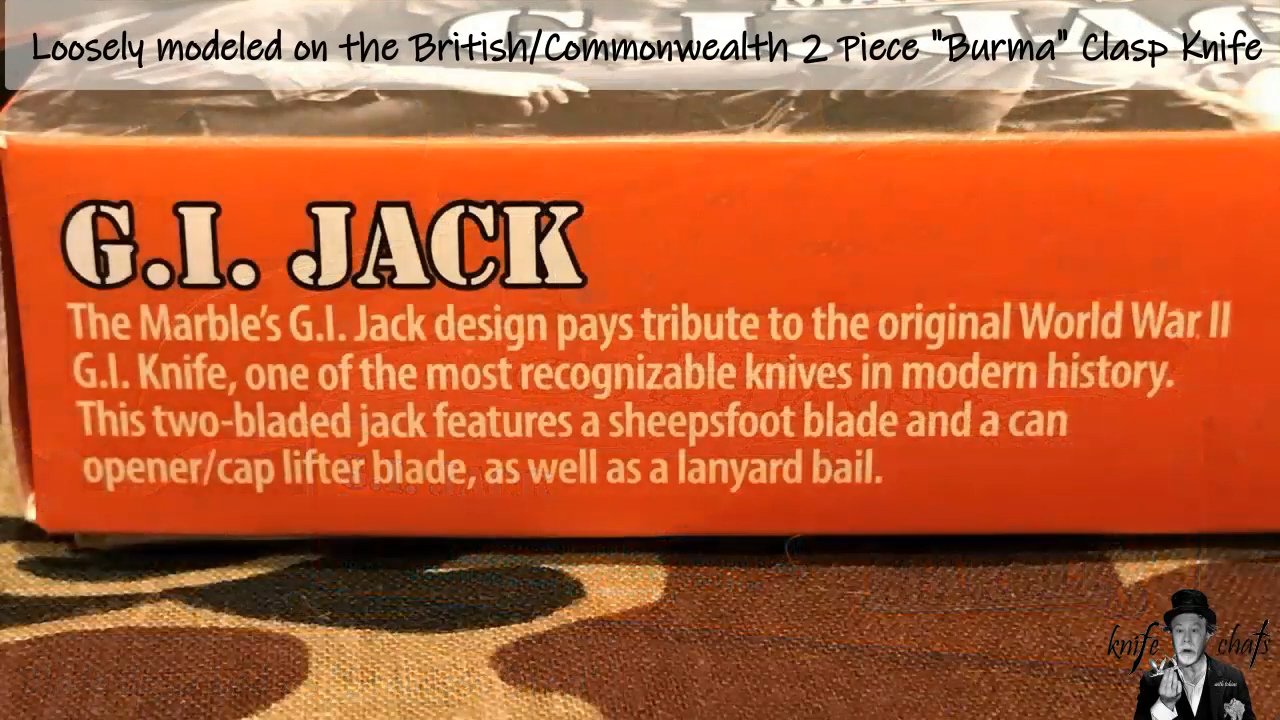 Loosely modeled on the British/Commonwealth 2 Piece "Burma" Clasp Knife
G.I. JACK
The Marble's G.I. Jack design pays tribute to the original World War II
G.I. Knife, one of the most recognizable knives in modern history.
This two-bladed jack features a sheepsfoot blade and a can
opener/cap lifter blade, as well as a lanyard bail.
knife chats